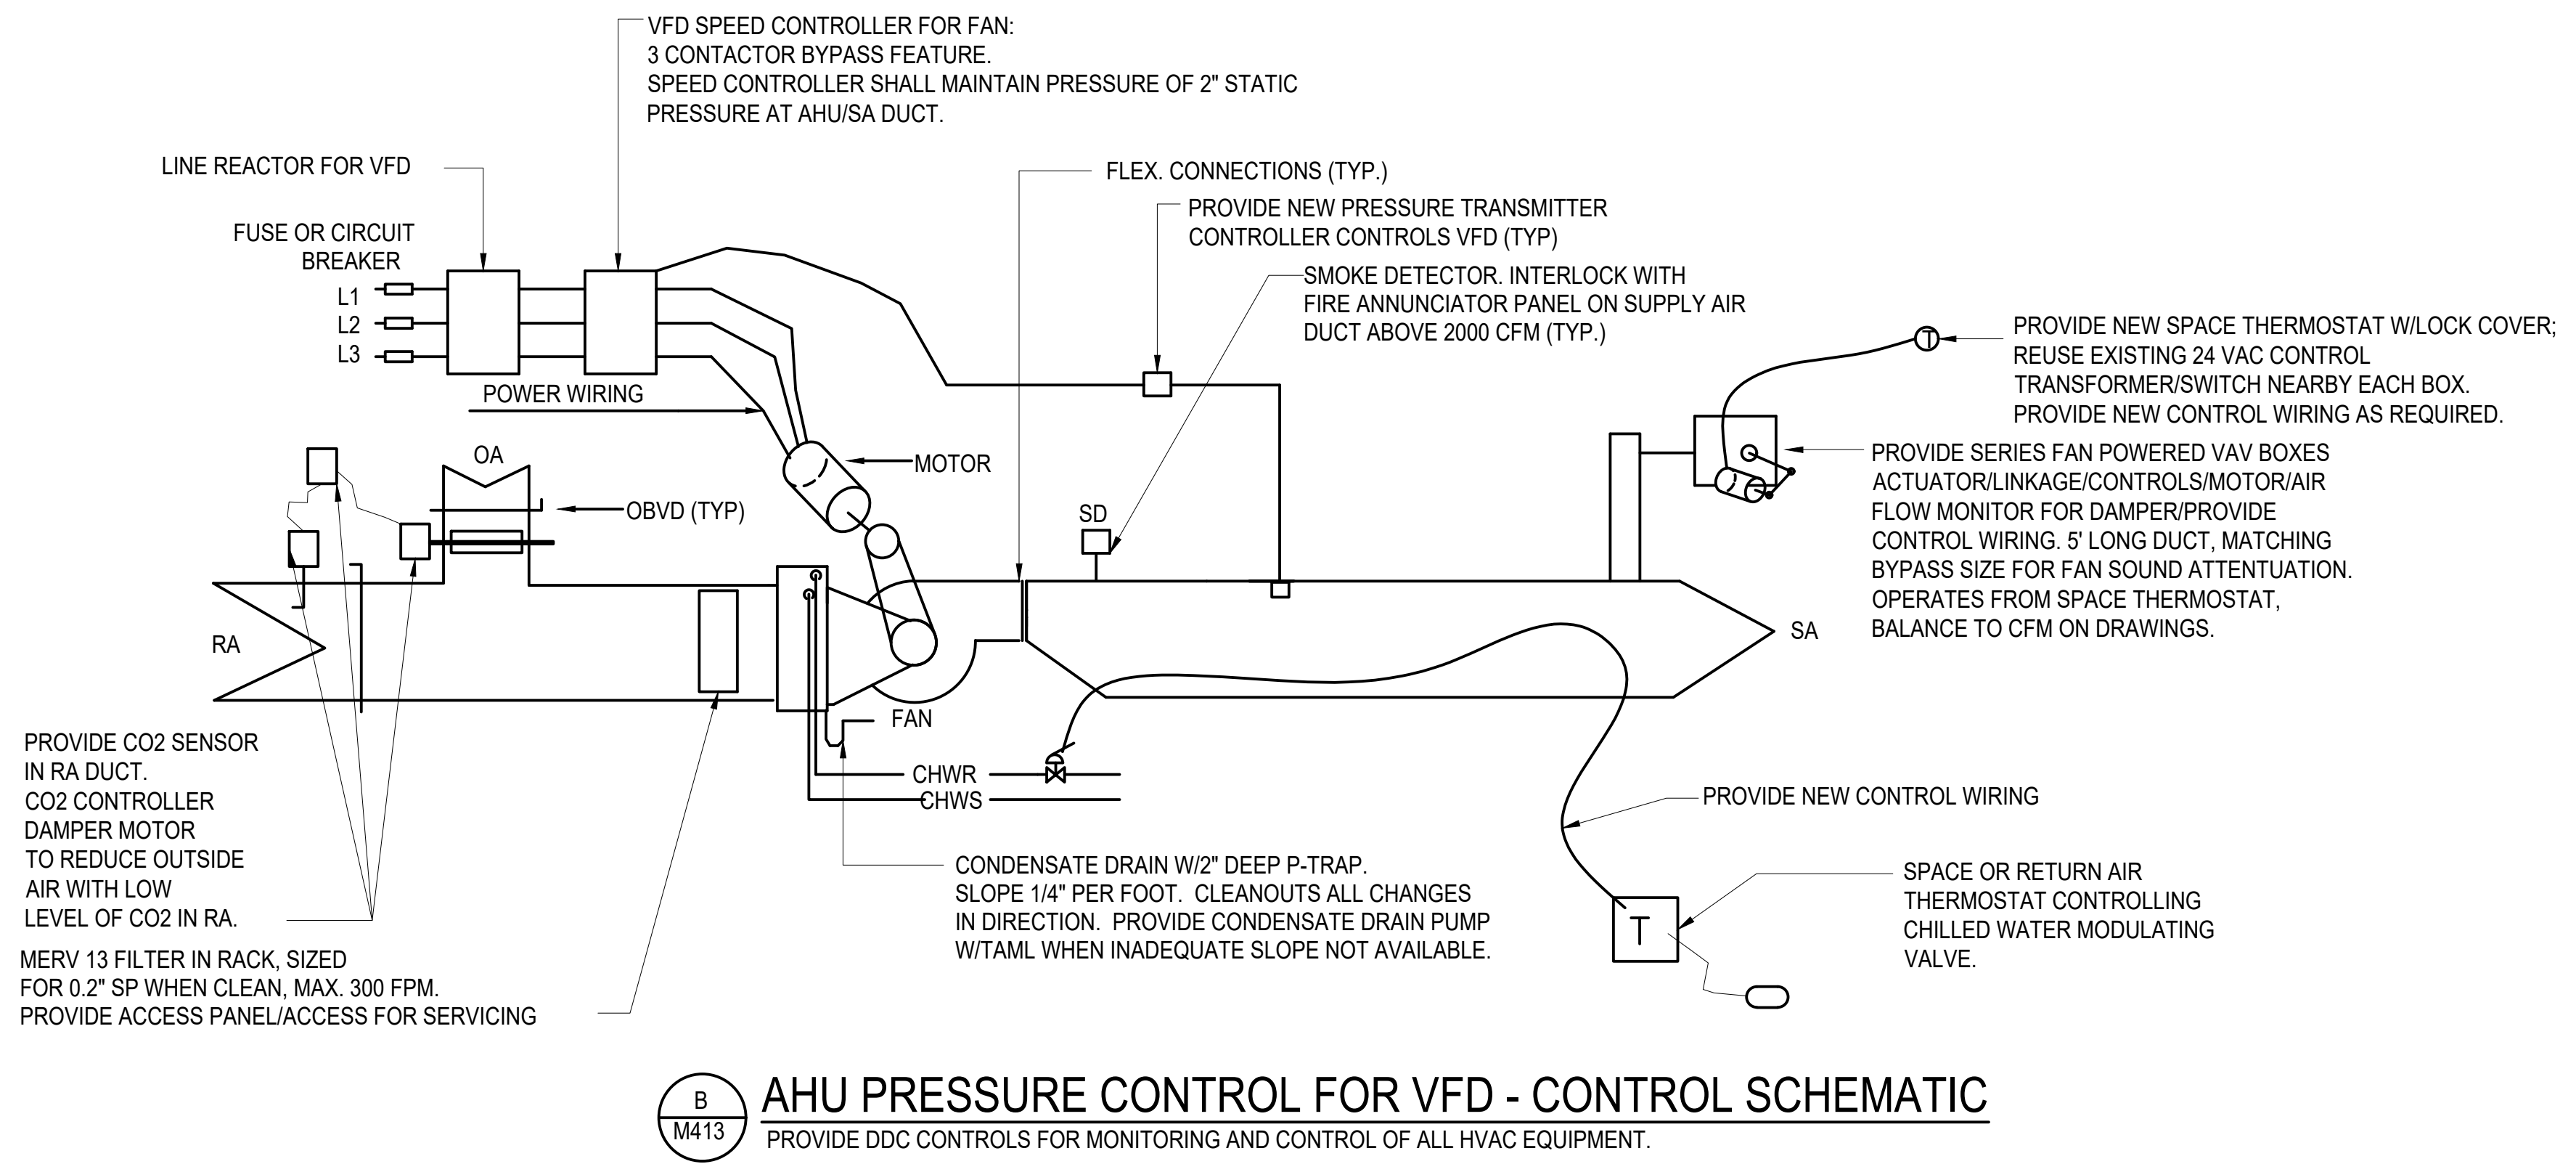 VFD SPEED CONTROLLER FOR FAN:
3 CONTACTOR BYPASS FEATURE.
SPEED CONTROLLER SHALL MAINTAIN PRESSURE OF 2" STATIC
PRESSURE AT AHU/SA DUCT.
LINE REACTOR FOR VFD
FLEX. CONNECTIONS (TYP.)
PROVIDE NEW PRESSURE TRANSMITTER
CONTROLLER CONTROLS VFD (TYP)
FUSE OR CIRCUIT
BREAKER
L1
L2
L3
SMOKE DETECTOR. INTERLOCK WITH
FIRE ANNUNCIATOR PANEL ON SUPPLY AIR
DUCT ABOVE 2000 CFM (TYP.)
T
PROVIDE NEW SPACE THERMOSTAT W/LOCK COVER;
REUSE EXISTING 24 VAC CONTROL
TRANSFORMER/SWITCH NEARBY EACH BOX.
PROVIDE NEW CONTROL WIRING AS REQUIRED.
POWER WIRING
OA
MOTOR
OBVD (TYP)
SD
PROVIDE SERIES FAN POWERED VAV BOXES
ACTUATOR/LINKAGE/CONTROLS/MOTOR/AIR
FLOW MONITOR FOR DAMPER/PROVIDE
CONTROL WIRING. 5' LONG DUCT, MATCHING
BYPASS SIZE FOR FAN SOUND ATTENTUATION.
OPERATES FROM SPACE THERMOSTAT,
BALANCE TO CFM ON DRAWINGS.
RA
SA
FAN
CHWR
CHWS
PROVIDE CO2 SENSOR
IN RA DUCT.
CO2 CONTROLLER
DAMPER MOTOR
TO REDUCE OUTSIDE
AIR WITH LOW
LEVEL OF CO2 IN RA.
PROVIDE NEW CONTROL WIRING
CONDENSATE DRAIN W/2" DEEP P-TRAP.
SLOPE 1/4" PER FOOT. CLEANOUTS ALL CHANGES
IN DIRECTION. PROVIDE CONDENSATE DRAIN PUMP
W/TAML WHEN INADEQUATE SLOPE NOT AVAILABLE.
T
SPACE OR RETURN AIR
THERMOSTAT CONTROLLING
CHILLED WATER MODULATING
VALVE.
MERV 13 FILTER IN RACK, SIZED
FOR 0.2" SP WHEN CLEAN, MAX. 300 FPM.
PROVIDE ACCESS PANEL/ACCESS FOR SERVICING
B
M413
AHU PRESSURE CONTROL FOR VFD - CONTROL SCHEMATIC
PROVIDE DDC CONTROLS FOR MONITORING AND CONTROL OF ALL HVAC EQUIPMENT.